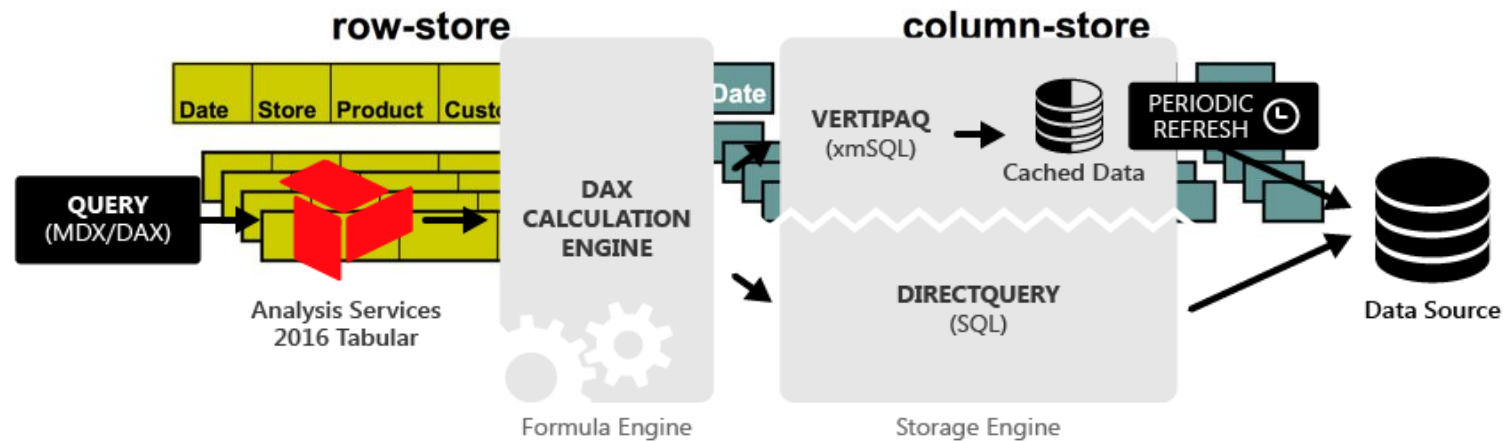 row-store
column-store
Date
Store
Product
Date
VERTIPAQ
(xmSQL)
Cached Data
PERIODIC
REFRESH
QUERY
(MDX/DAX)
DAX
CALCULATION
ENGINE
Analysis Services
2016 Tabular
DIRECTQUERY
(SQL)
Data Source
Formula Engine
Storage Engine